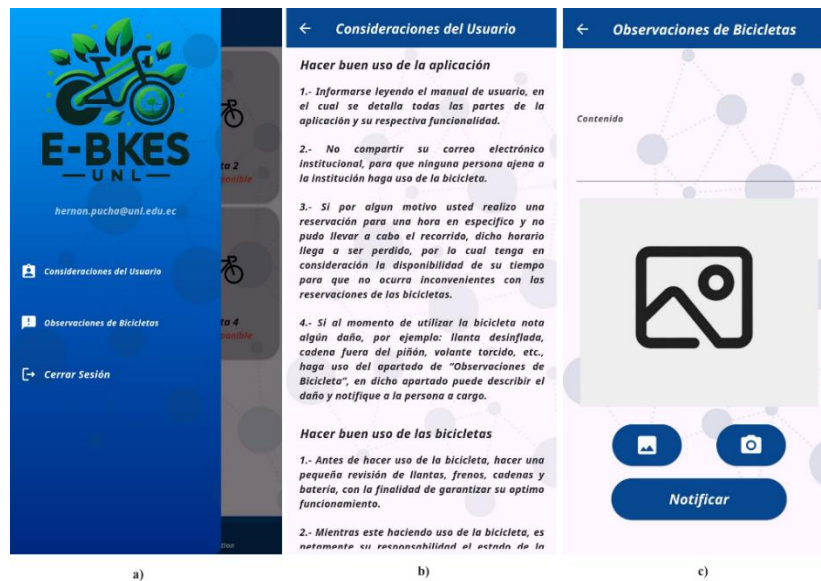 E-BKES
UNL
hernan.pucha@unl.edu.ec
Consideraciones del Usuario
Observaciones de Bicicletas
Cerrar Sesión
ta 2
ponible
ta 4
ponible
a)
Consideraciones del Usuario
Hacer buen uso de la aplicación
1.- Informarse leyendo el manual de usuario, en
el cual se detalla todas las partes de la
aplicación y su respectiva funcionalidad.
2.- No compartir su correo electrónico
institucional, para que ninguna persona ajena a
la institución haga uso de la bicicleta.
3.- Si por algun motivo usted realizo una
reservación para una hora en especifico y no
pudo llevar a cabo el recorrido, dicho horario
llega a ser perdido, por lo cual tenga en
consideración la disponibilidad de su tiempo
para que no ocurra inconvenientes con las
reservaciones de las bicicletas.
4.- Si al momento de utilizar la bicicleta nota
algún daño, por ejemplo: llanta desinflada,
cadena fuera del piñón, volante torcido, etc.,
haga uso del apartado de "Observaciones de
Bicicleta", en dicho apartado puede describir el
daño y notifique a la persona a cargo.
Hacer buen uso de las bicicletas
1.- Antes de hacer uso de la bicicleta, hacer una
pequeña revisión de llantas, frenos, cadenas y
batería, con la finalidad de garantizar su optimo
funcionamiento.
2.- Mientras este haciendo uso de la bicicleta, es
netamente su responsabilidad el estado de la
b)
Observaciones de Bicicletas
Contenido
Notificar
c)